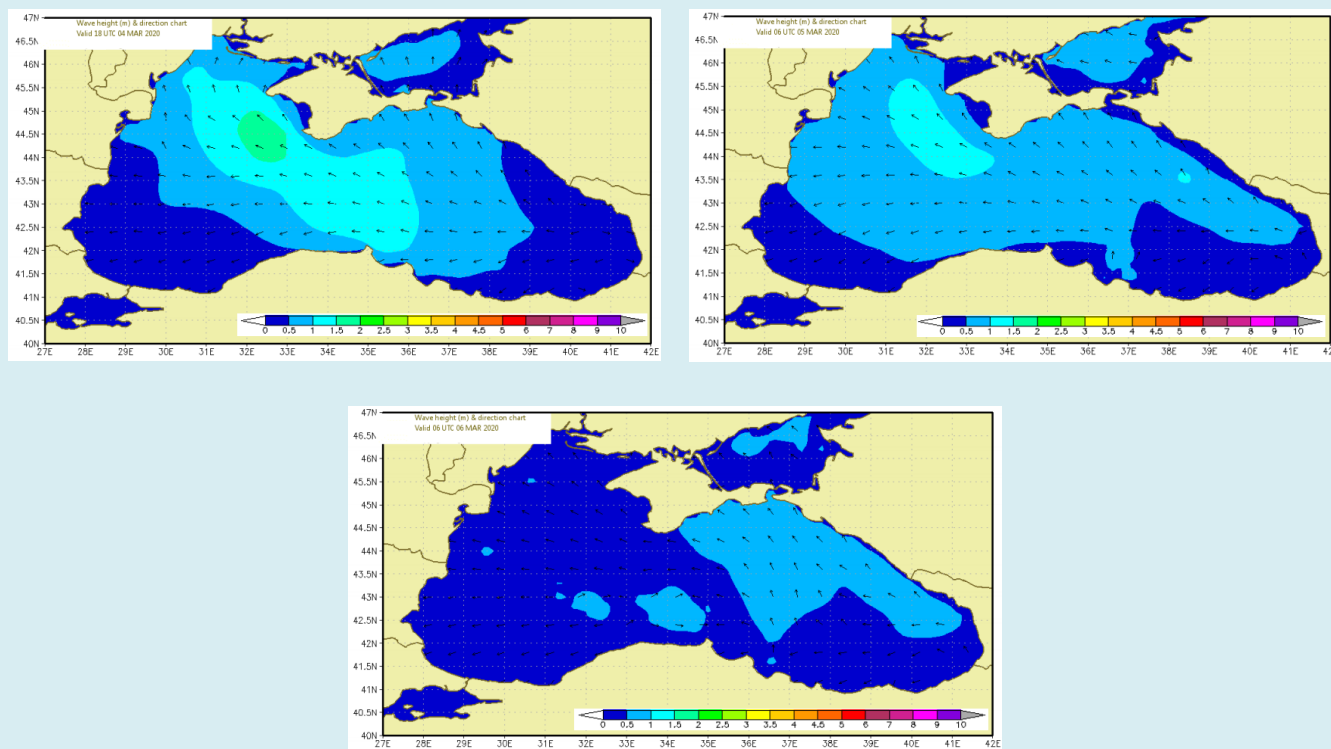 Wave height (m) & direction chart
Valid 18 UTC 04 MAR 2020
47N
46.5N
46N
45.5N
45N
44.5N
44N
43.5N
43N
42.5N
42N
41.5N
41N
40.5N
40N
0 0.5 1 1.5 2 2.5 3 3.5 4 4.5 5 6 7 8 9 10
27E 28E 29E 30E 31E 32E 33E 34E 35E 36E 37E 38E 39E 40E 41E 42E
Wave height (m) & direction chart
Valid 06 UTC 05 MAR 2020
47N
46.5N
46N
45.5N
45N
44.5N
44N
43.5N
43N
42.5N
42N
41.5N
41N
40.5N
40N
0 0.5 1 1.5 2 2.5 3 3.5 4 4.5 5 6 7 8 9 10
27E 28E 29E 30E 31E 32E 33E 34E 35E 36E 37E 38E 39E 40E 41E 42
Wave height (m) & direction chart
Valid 06 UTC 06 MAR 2020
47N
46.5N
46N
45.5N
45N
44.5N
44N
43.5N
43N
42.5N
42N
41.5N
41N
40.5N
40N
0 0.5 1 1.5 2 2.5 3 3.5 4 4.5 5 6 7 8 9 10
27E 28E 29E 30E 31E 32E 33E 34E 35E 36E 37E 38E 39E 40E 41E 42E